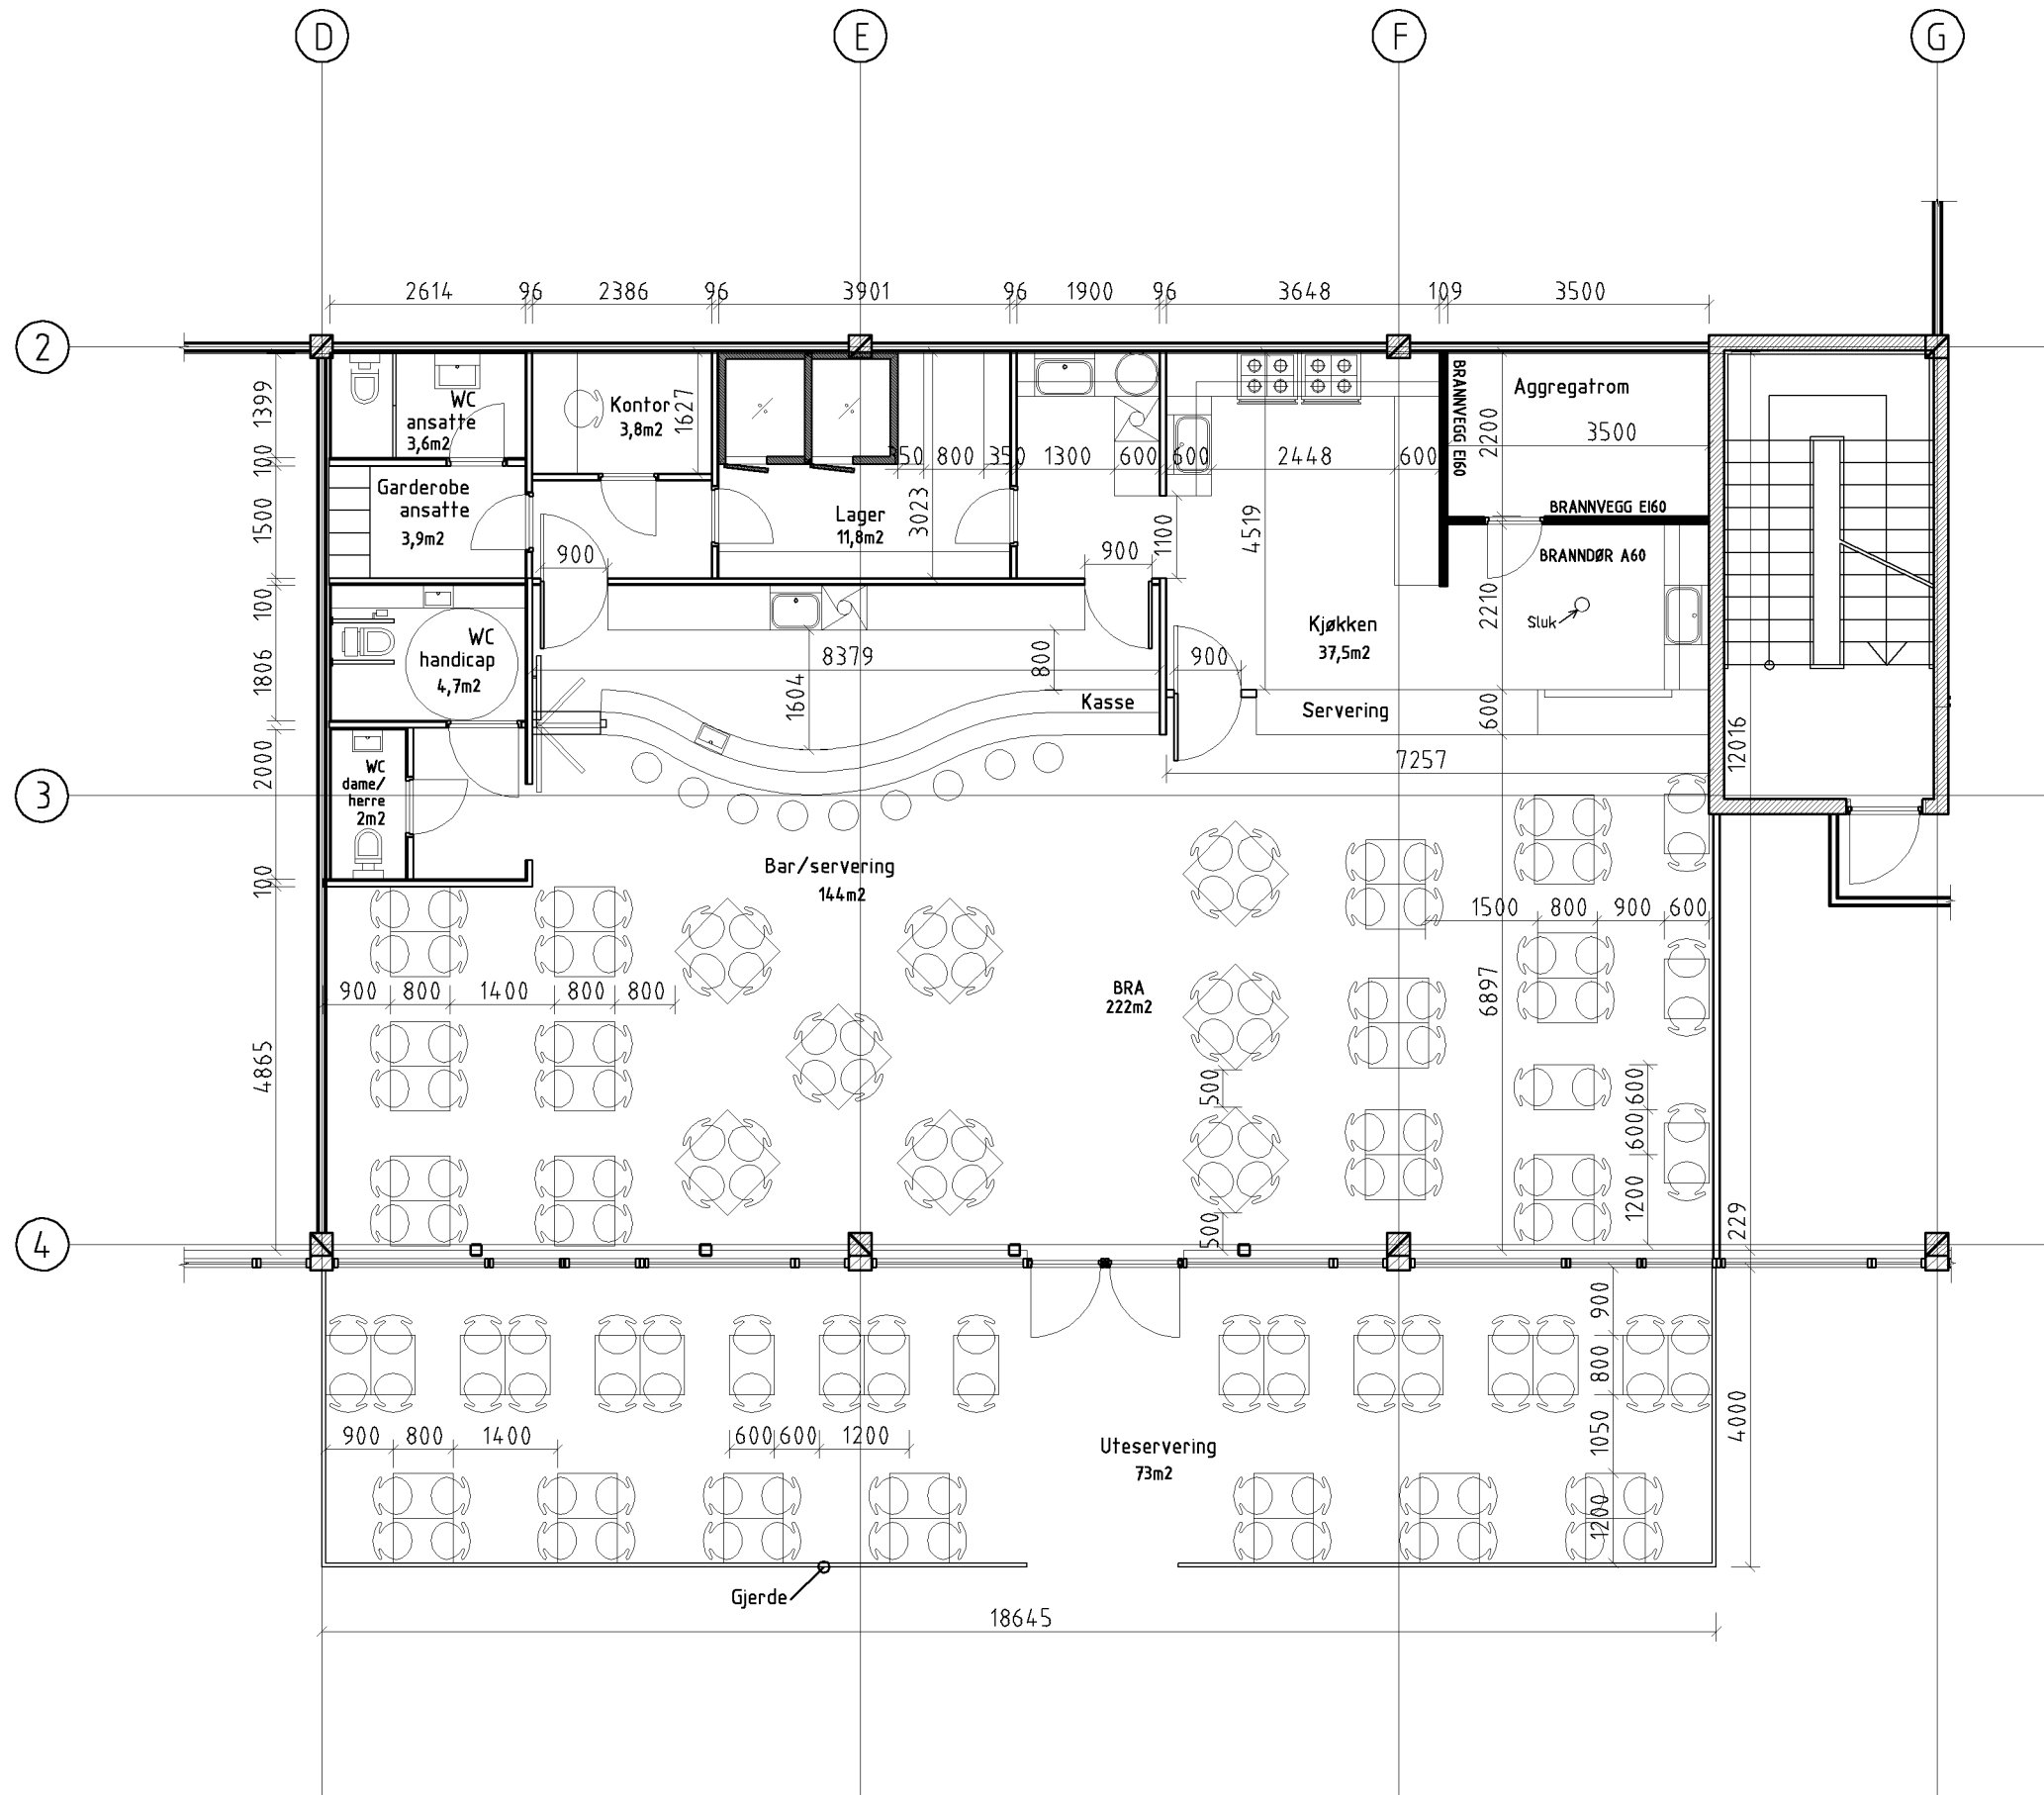 D
E
F
G
2614
96
2386
96
3901
96
1900
96
3648
109
3500
2
1399
100
1500
100
1806
2000
100
4865
WC
ansatte
3,6m2
Kontor
3,8m2
1627
50
800
350
1300
600
600
2448
600
BRANNVEGG EI60
Aggregatrom
2200
3500
BRANNVEGG EI60
BRANNDØR A60
Garderobe
ansatte
3,9m2
Lager
11,8m2
3023
1100
4519
900
900
2210
Sluk
WC
handicap
4,7m2
Kjøkken
37,5m2
8379
800
900
1604
Kasse
Servering
600
7257
12016
WC
dame/
herre
2m2
3
Bar/servering
144m2
1500
800
900
600
BRA
222m2
6897
900
800
1400
800
800
500
600
600
1200
500
229
4
900
800
1050
1200
4000
900
800
1400
600
600
1200
Uteservering
73m2
Gjerde
18645